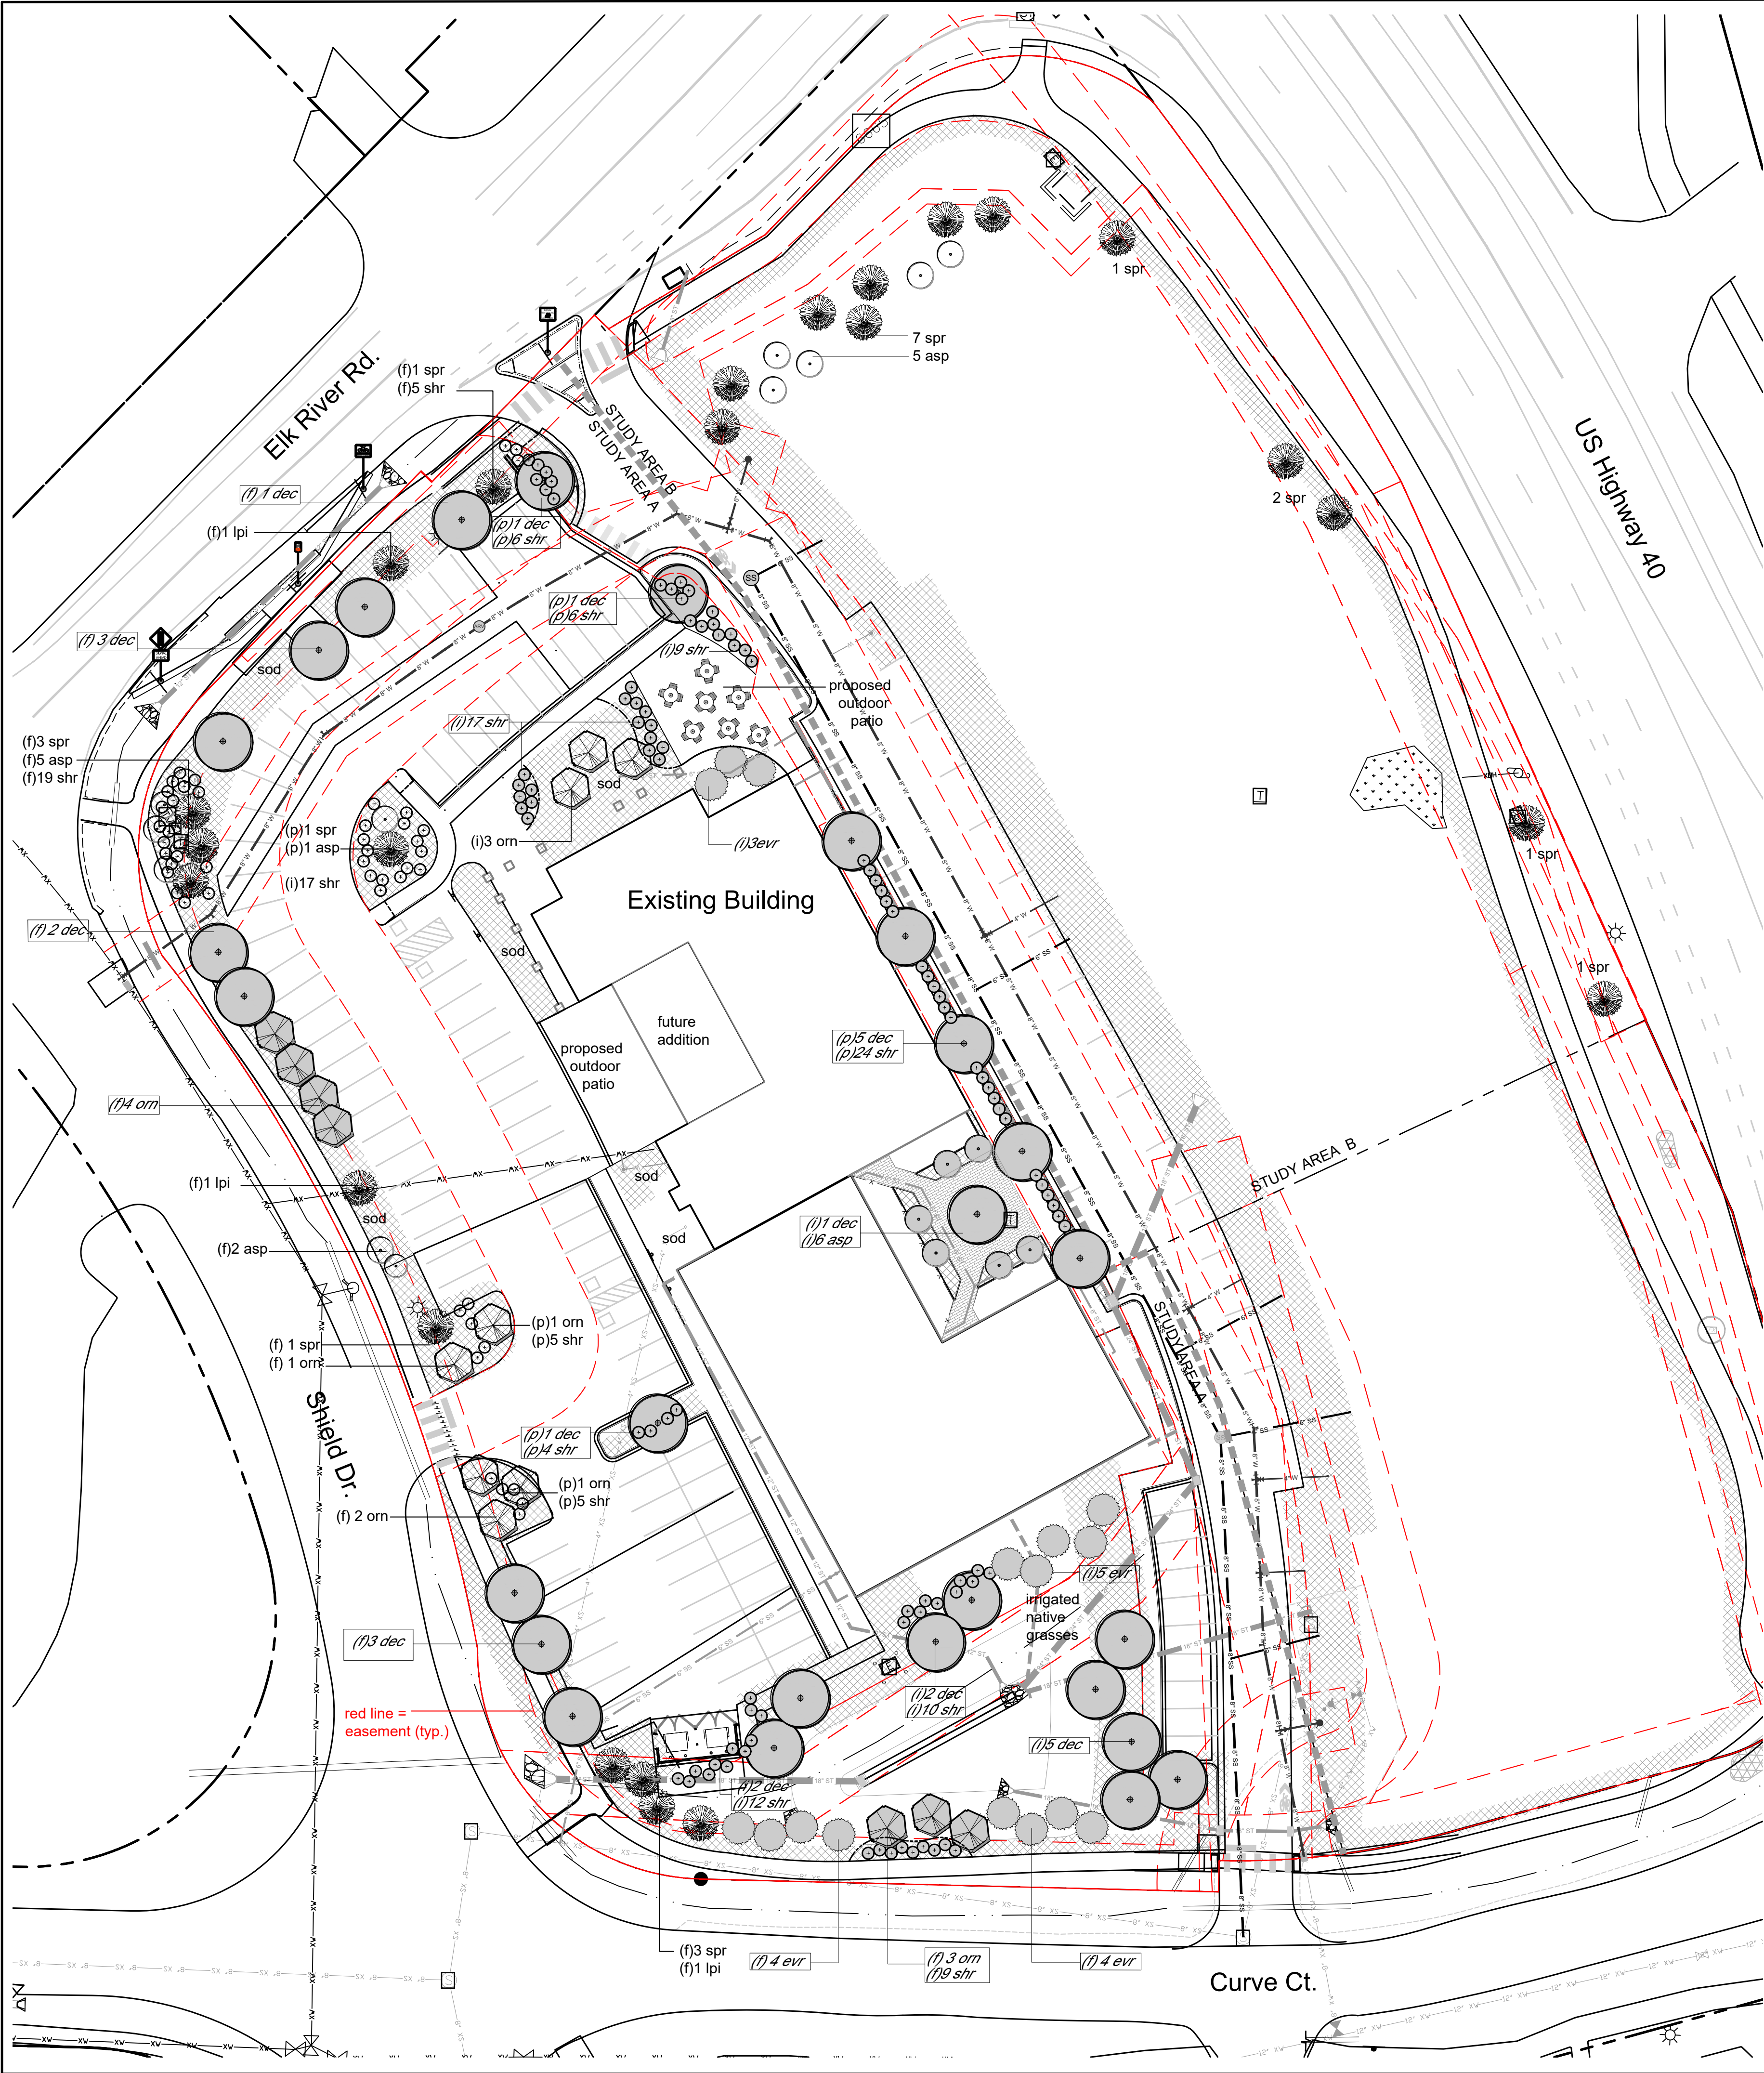 1 spr
7 spr
5 asp
Elk River Rd.
(f)1 spr
(f)5 shr
STUDY AREA B
STUDY AREA A
US Highway 40
2 spr
(f) 1 dec
(f)1 lpi
(p)1 dec
(p)6 shr
SS
(p)1 dec
(p)6 shr
(f) 3 dec
(i)9 shr
sod
proposed
outdoor
patio
(i)17 shr
(f)3 spr
(f)5 asp
(f)19 shr
sod
T
(p)1 spr
(p)1 asp
(i)3 orn
(i)3evr
1 spr
(i)17 shr
Existing Building
(f) 2 dec
sod
1 spr
future
addition
proposed
outdoor
patio
(p)5 dec
(p)24 shr
(f)4 orn
STUDY AREA B
(f)1 lpi
sod
sod
(i)1 dec
(i)6 asp
sod
(f)2 asp
STUDY AREA A
(p)1 orn
(p)5 shr
(f) 1 spr
(f) 1 orn
Shield Dr.
(p)1 dec
(p)4 shr
(p)1 orn
(p)5 shr
(f) 2 orn
(i)5 evr
irrigated
native
grasses
(f)3 dec
(i)2 dec
(i)10 shr
red line =
easement (typ.)
(i)5 dec
(i)2 dec
(i)12 shr
(f)3 spr
(f)1 lpi
(f) 4 evr
(f) 3 orn
(f)9 shr
(f) 4 evr
Curve Ct.